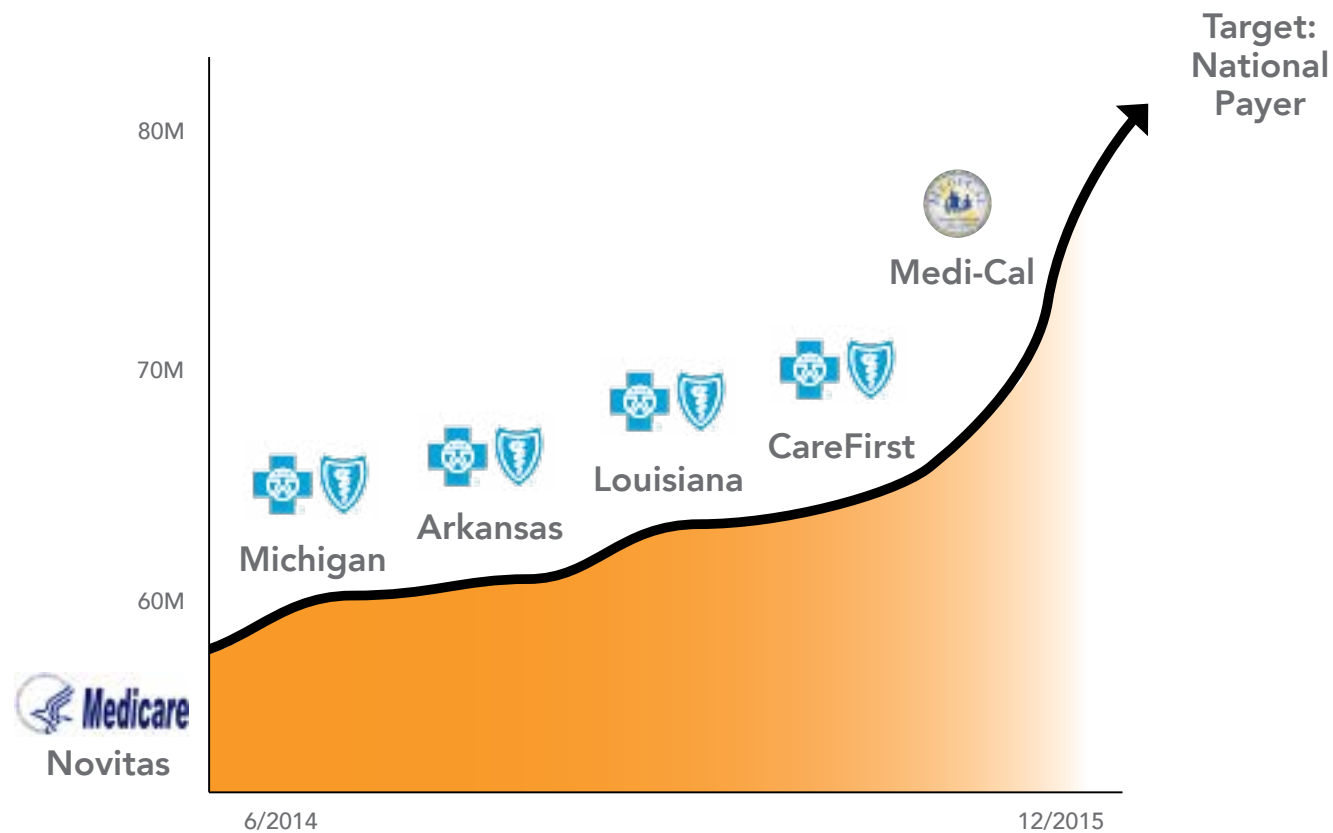 Target:
National
Payer
80M
Medi-Cal
70M
CareFirst
Louisiana
Arkansas
Michigan
60M
Medicare
Novitas
6/2014
12/2015